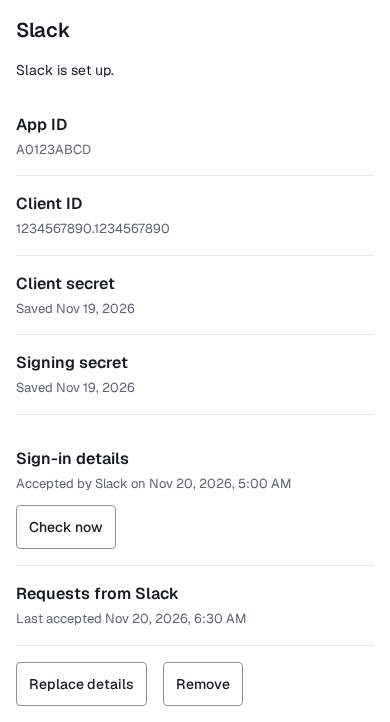 Slack
Slack is set up.
App ID
A0123ABCD
Client ID
1234567890.1234567890
Client secret
Saved Nov 19, 2026
Signing secret
Saved Nov 19, 2026
Sign-in details
Accepted by Slack on Nov 20, 2026, 5:00 AM
Check now
Requests from Slack
Last accepted Nov 20, 2026, 6:30 AM
Replace details
Remove